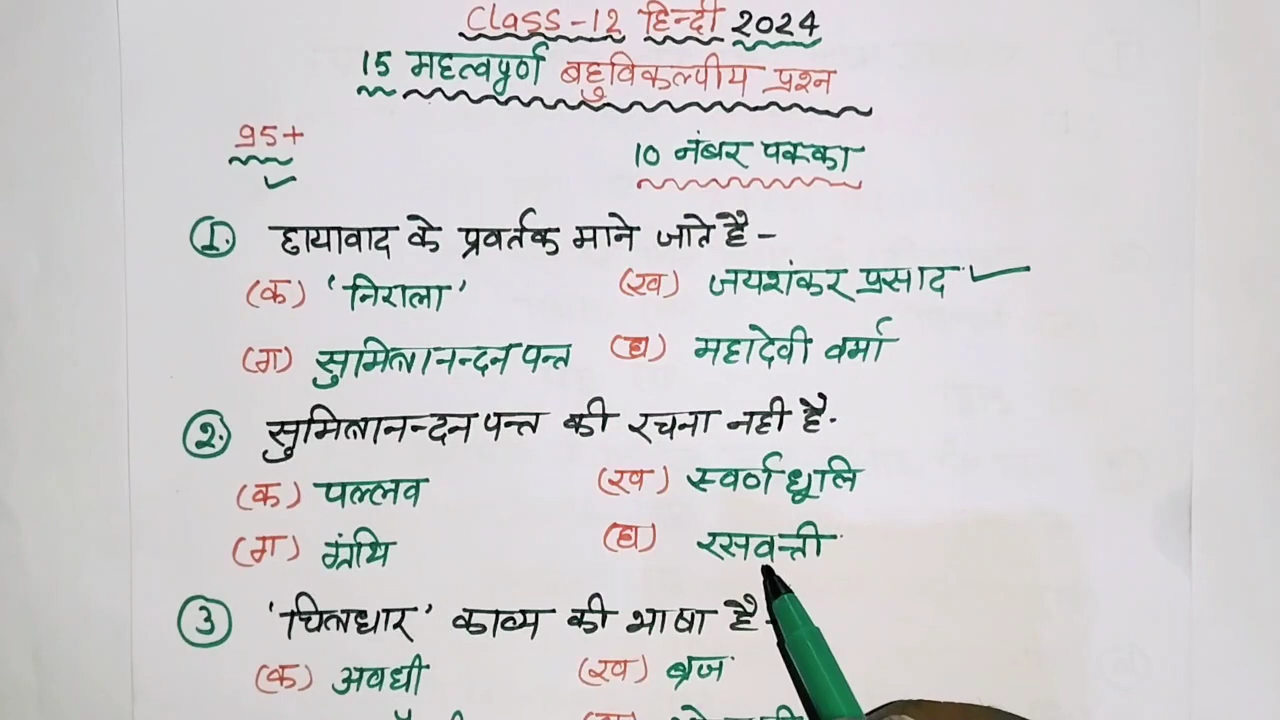 Class-12 हिन्दी 2024
15 महत्वपूर्ण बहुविकल्पीय प्रश्न
95+
10 नंबर पक्का
1. छायावाद के प्रवर्तक माने जाते है -
(क) 'निराला' (ख) जयशंकर प्रसाद
(ग) सुमित्रानन्दन पन्त (घ) महादेवी वर्मा
2. सुमित्रानन्दन पन्त की रचना नही है.
(क) पल्लव (ख) स्वर्ण धूलि
(ग) ग्रंथि (घ) रसवन्ती
3 'चित्राधार' काव्य की भाषा है-
(क) अवधी (ख) ब्रज